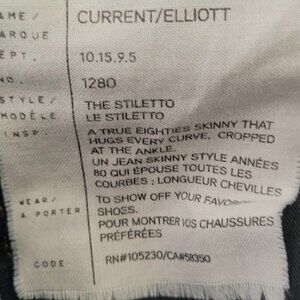 AME / CURRENT/ELLIOTT
ARQUE
EPT. 10.15.9.5
NO. 1280
STYLE/ THE STILETTO
MODÈLE LE STILETTO
INSP. A TRUE EIGHTIES SKINNY THAT
HUGS EVERY CURVE, CROPPED
AT THE ANKLE.
UN JEAN SKINNY STYLE ANNÉES
80 QUI ÉPOUSE TOUTES LES
COURBES ; LONGUEUR CHEVILLES
WEAR/ TO SHOW OFF YOUR FAVOR
A PORTER SHOES.
POUR MONTRER VOS CHAUSSURES
PRÉFÉRÉES
CODE RN#105230/CA#58350